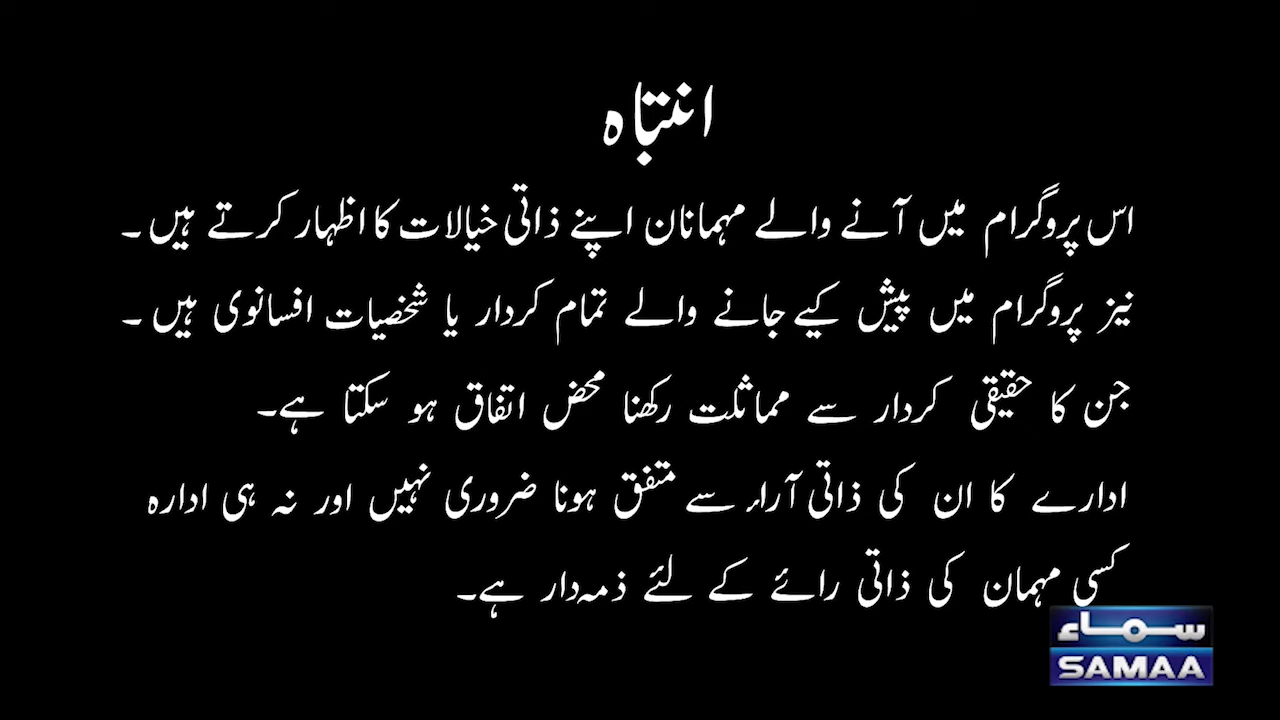 انتباہ
اس پروگرام میں آنے والے مہمانان اپنے ذاتی خیالات کا اظہار کرتے ہیں۔
نیز پروگرام میں پیش کیے جانے والے تمام کردار یا شخصیات افسانوی ہیں۔
جن کا حقیقی کردار سے مماثلت رکھنا محض اتفاق ہو سکتا ہے۔
ادارے کا ان کی ذاتی آراء سے متفق ہونا ضروری نہیں اور نہ ہی ادارہ
کسی مہمان کی ذاتی رائے کے لئے ذمہ دار ہے۔
سماء
SAMAA